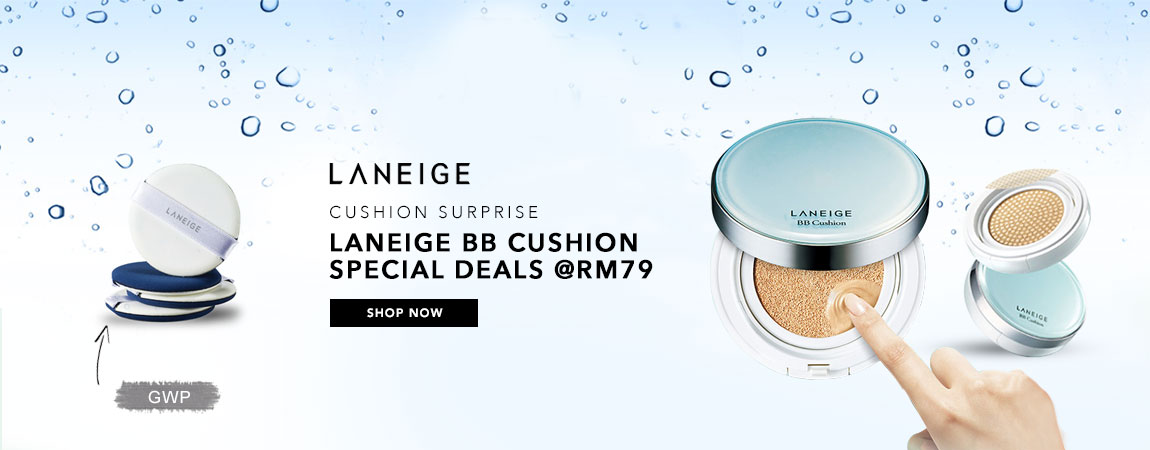 LANEIGE
CUSHION SURPRISE
LANEIGE BB CUSHION
SPECIAL DEALS @RM79
SHOP NOW
LANEIGE
GWP
LANEIGE
BB Cushion
LANEIGE
BB Cushion